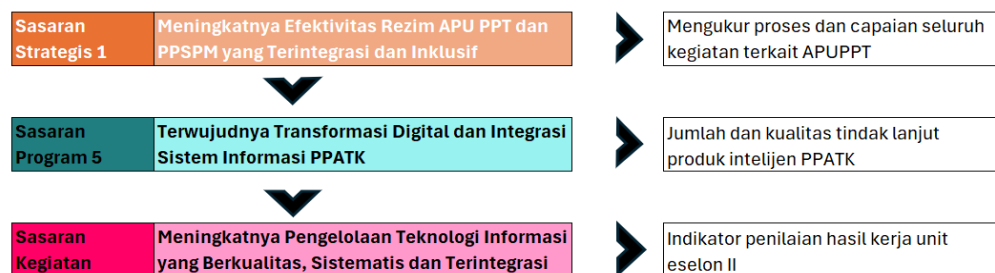 Sasaran
Strategis 1
Meningkatnya Efektivitas Rezim APU PPT dan
PPSPM yang Terintegrasi dan Inklusif
Mengukur proses dan capaian seluruh
kegiatan terkait APUPPT
Sasaran
Program 5
Terwujudnya Transformasi Digital dan Integrasi
Sistem Informasi PPATK
Jumlah dan kualitas tindak lanjut
produk intelijen PPATK
Sasaran
Kegiatan
Meningkatnya Pengelolaan Teknologi Informasi
yang Berkualitas, Sistematis dan Terintegrasi
Indikator penilaian hasil kerja unit
eselon II